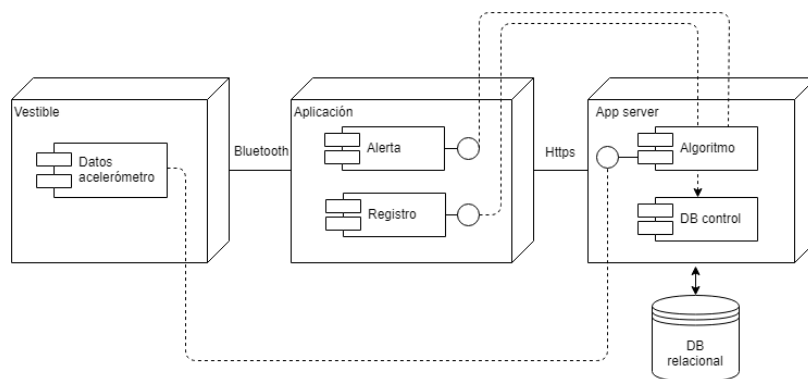 Vestible
Datos
acelerómetro
Bluetooth
Aplicación
Alerta
Registro
Https
App server
Algoritmo
DB control
DB
relacional